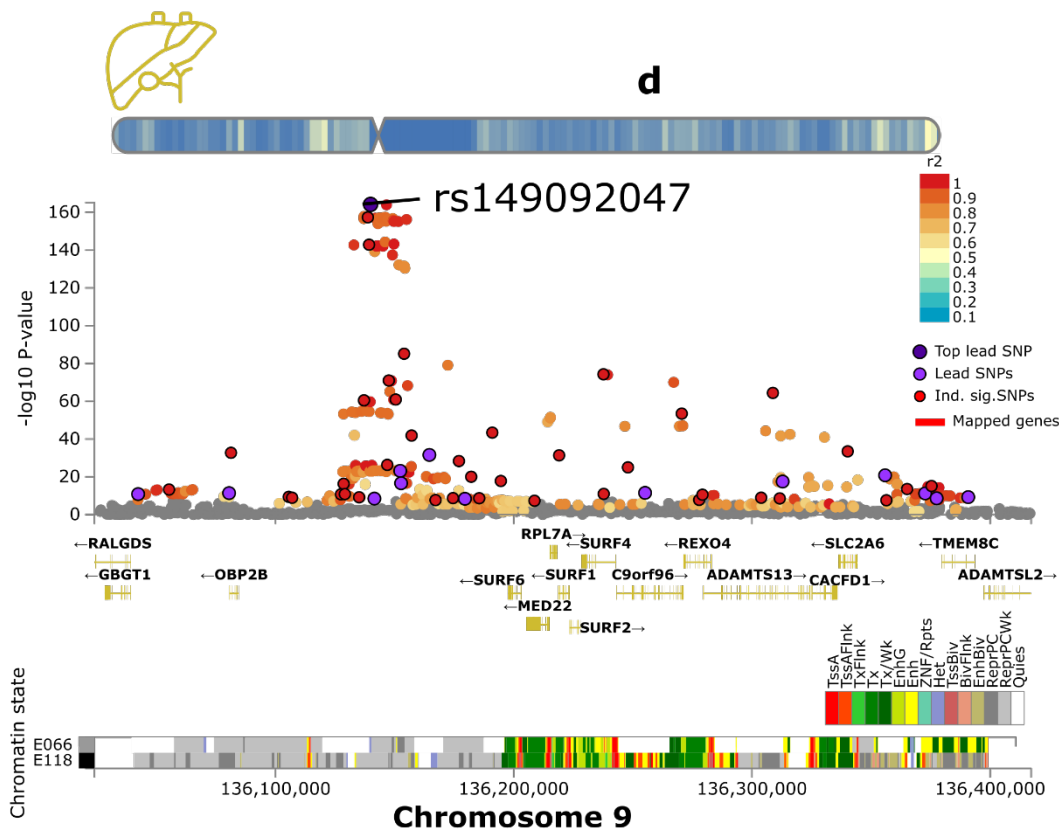 d
r2
1
0.9
0.8
0.7
0.6
0.5
0.4
0.3
0.2
0.1
rs149092047
-log10 P-value
160
140
120
100
80
60
40
20
0
Top lead SNP
Lead SNPs
Ind. sig.SNPs
Mapped genes
RPL7A→
←RALGDS
←SURF4
←REXO4
←SLC2A6
←TMEM8C
←GBGT1
←OBP2B
←SURF6
←SURF1
C9orf96→
ADAMTS13→
CACFD1→
ADAMTSL2→
←MED22
SURF2→
TssA
TssAFlnk
TxFlnk
Tx
Tx/Wk
EnhG
Enh
ZNF/Rpts
Het
TssBiv
BivFlnk
EnhBiv
ReprPC
ReprPCWk
Quies
Chromatin state
E066
E118
136,100,000
136,200,000
136,300,000
136,400,000
Chromosome 9